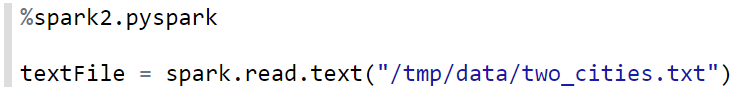 %spark2.pyspark
textFile = spark.read.text("/tmp/data/two_cities.txt")